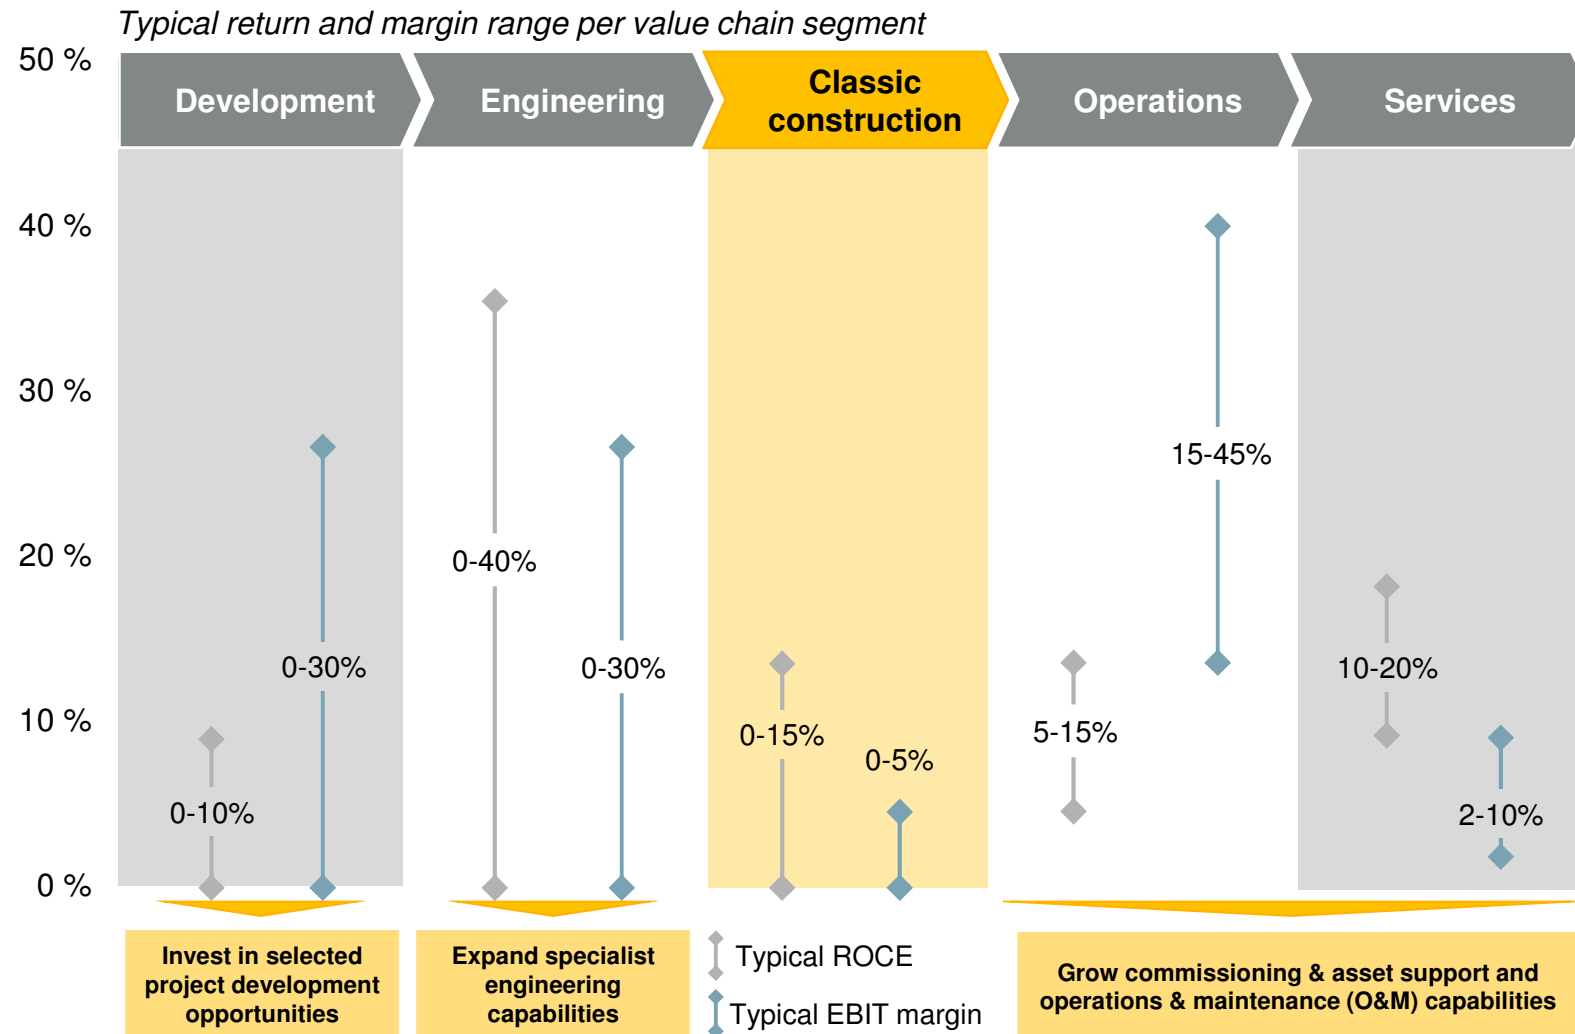 Typical return and margin range per value chain segment
50 %
Development
Engineering
Classic
construction
Operations
Services
40 %
30 %
20 %
10 %
0 %
0-10%
0-30%
0-40%
0-30%
0-15%
0-5%
5-15%
15-45%
10-20%
2-10%
Invest in selected
project development
opportunities
Expand specialist
engineering
capabilities
Typical ROCE
Typical EBIT margin
Grow commissioning & asset support and
operations & maintenance (O&M) capabilities